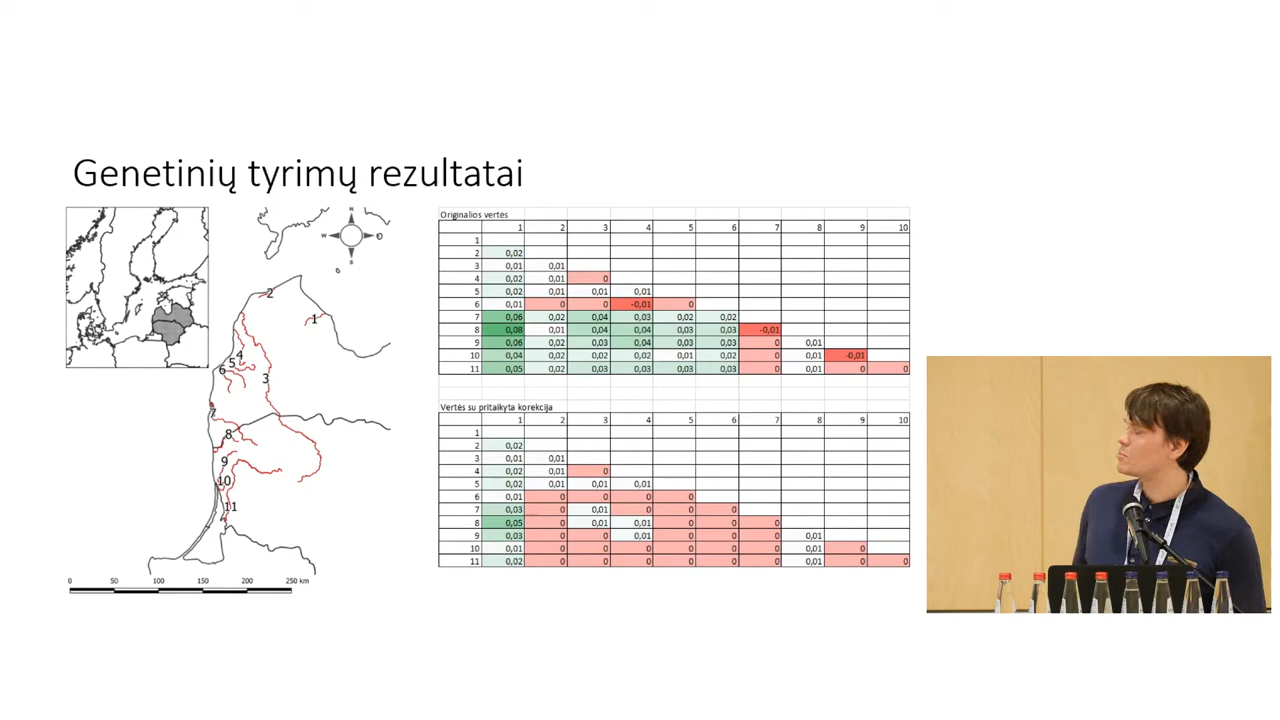 Genetinių tyrimų rezultatai
N
W
2
1
4
5
6
3
7
8
9
10
11
0 50 100 150 200 250 km
Originalios vertės
1 2 3 4 5 6 7 8 9 10
1
2 0,02
3 0,01 0,01
4 0,02 0,01 0
5 0,02 0,01 0,01 0,01
6 0,01 0 0 -0,01 0
7 0,06 0,02 0,04 0,03 0,02 0,02
8 0,08 0,01 0,04 0,04 0,03 0,03 -0,01
9 0,06 0,02 0,03 0,04 0,03 0,03 0 0,01
10 0,04 0,02 0,02 0,02 0,01 0,02 0 0,01 -0,01
11 0,05 0,02 0,03 0,03 0,03 0,03 0 0,01 0 0
Vertės su pritaikyta korekcija
1 2 3 4 5 6 7 8 9 10
1
2 0,02
3 0,01 0,01
4 0,02 0,01 0
5 0,02 0,01 0,01 0,01
6 0,01 0 0 0 0
7 0,03 0 0,01 0 0 0
8 0,05 0 0,01 0,01 0 0 0
9 0,03 0 0 0,01 0 0 0 0,01
10 0,01 0 0 0 0 0 0 0,01 0
11 0,02 0 0 0 0 0 0 0,01 0 0